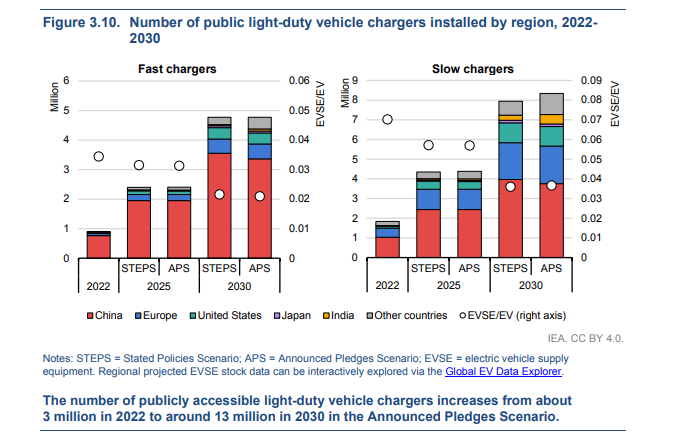 Figure 3.10. Number of public light-duty vehicle chargers installed by region, 2022-
2030
Fast chargers
Million
6
5
4
3
2
1
0
0.06
0.05
0.04
0.03
0.02
0.01
0
EVSE/EV
STEPS APS STEPS APS
2022 2025 2030
Slow chargers
Million
9
8
7
6
5
4
3
2
1
0
0.09
0.08
0.07
0.06
0.05
0.04
0.03
0.02
0.01
0
EVSE/EV
STEPS APS STEPS APS
2022 2025 2030
China Europe United States Japan India Other countries EVSE/EV (right axis)
IEA. CC BY 4.0.
Notes: STEPS = Stated Policies Scenario; APS = Announced Pledges Scenario; EVSE = electric vehicle supply
equipment. Regional projected EVSE stock data can be interactively explored via the Global EV Data Explorer.
The number of publicly accessible light-duty vehicle chargers increases from about
3 million in 2022 to around 13 million in 2030 in the Announced Pledges Scenario.